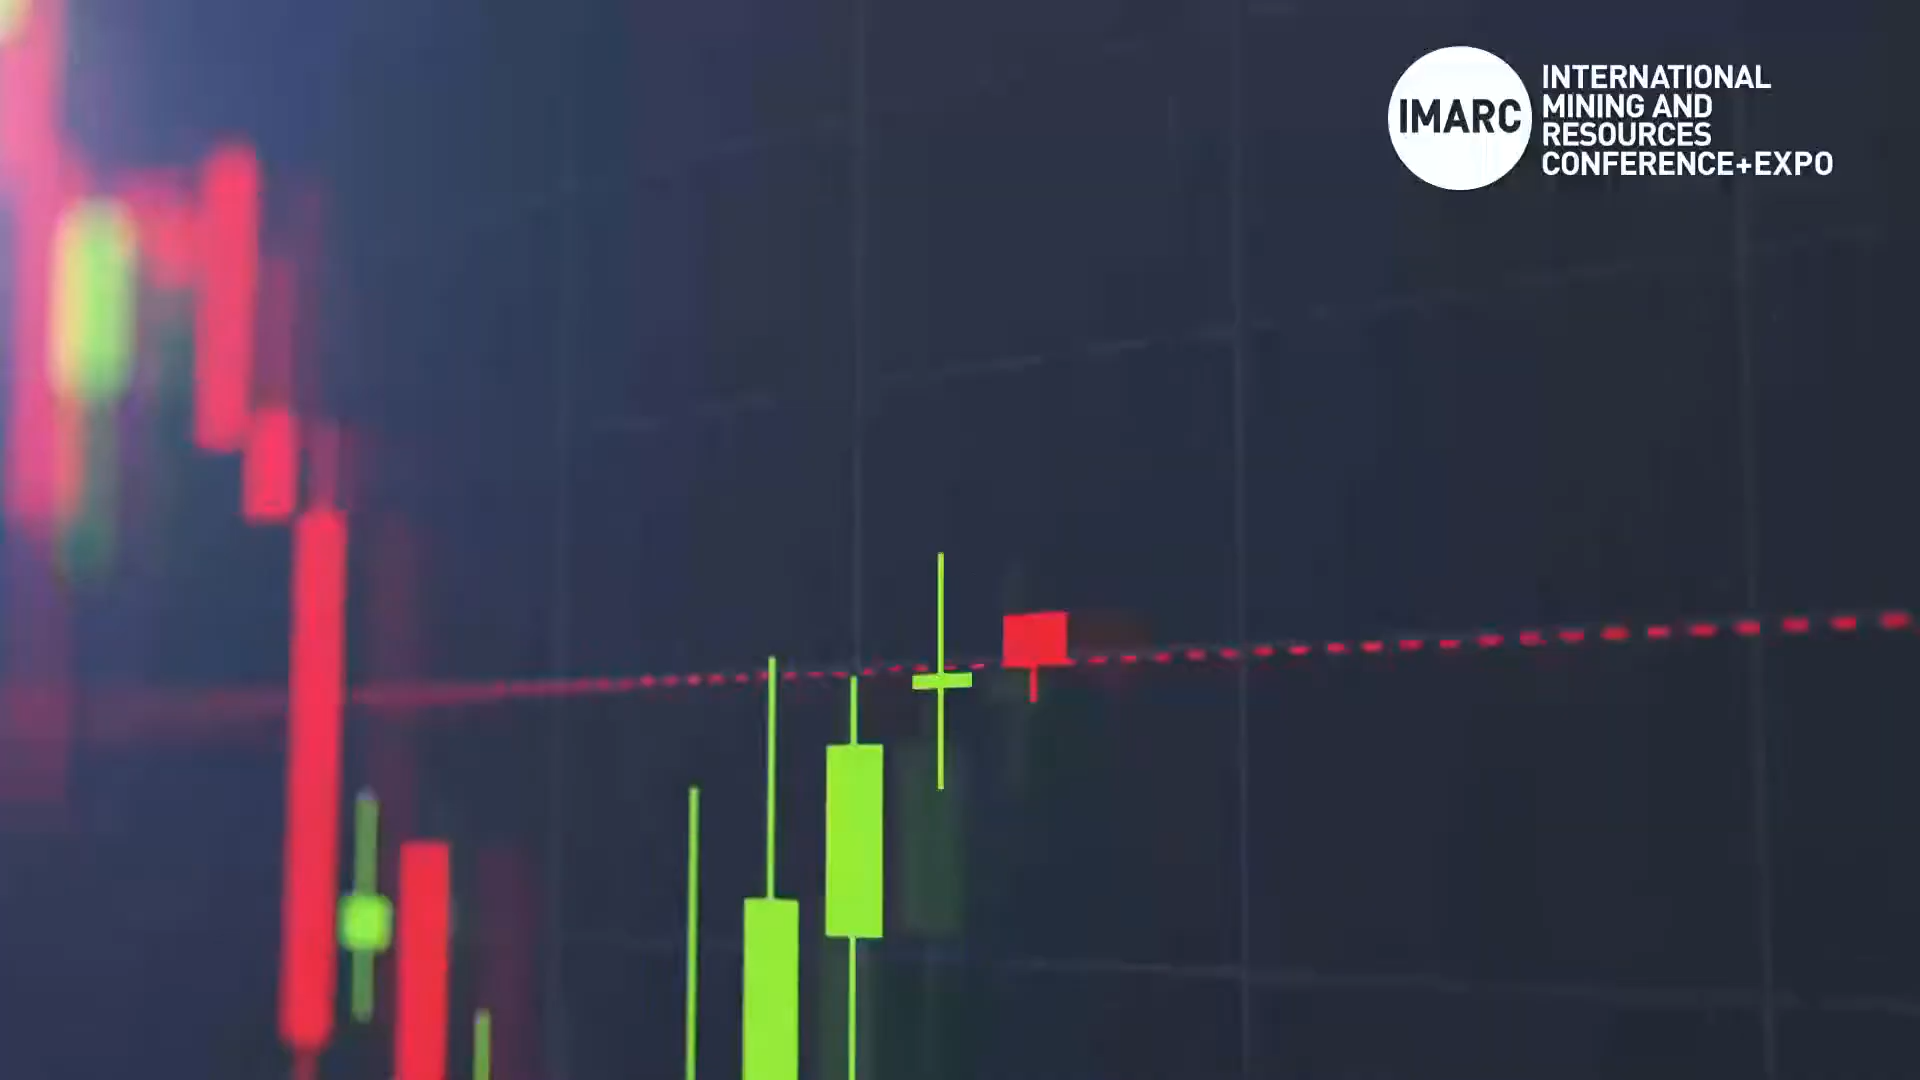 IMARC
INTERNATIONAL
MINING AND
RESOURCES
CONFERENCE+EXPO